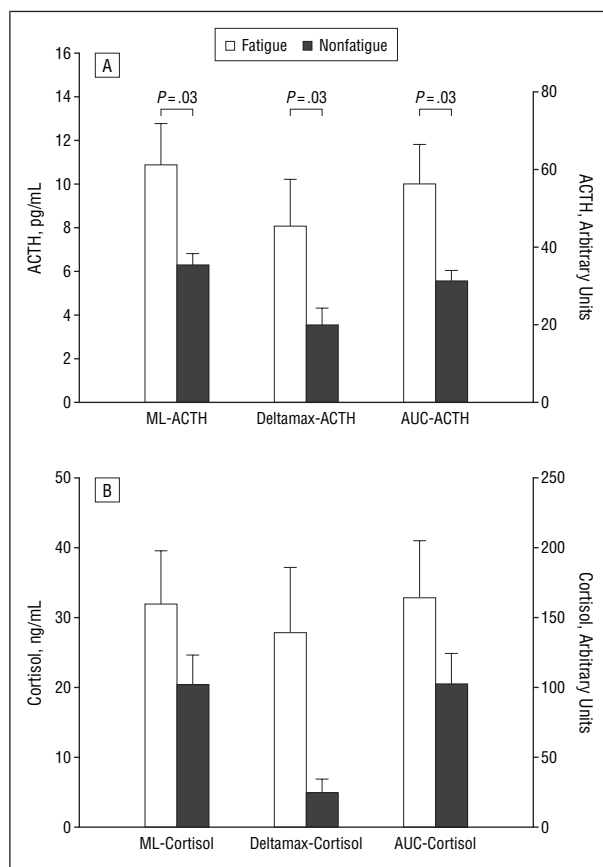 Fatigue Nonfatigue
A
P = .03 P = .03 P = .03
ACTH, pg/mL
16
14
12
10
8
6
4
2
0
ACTH, Arbitrary Units
80
60
40
20
0
ML-ACTH Deltamax-ACTH AUC-ACTH
B
Cortisol, ng/mL
50
40
30
20
10
0
Cortisol, Arbitrary Units
250
200
150
100
50
0
ML-Cortisol Deltamax-Cortisol AUC-Cortisol